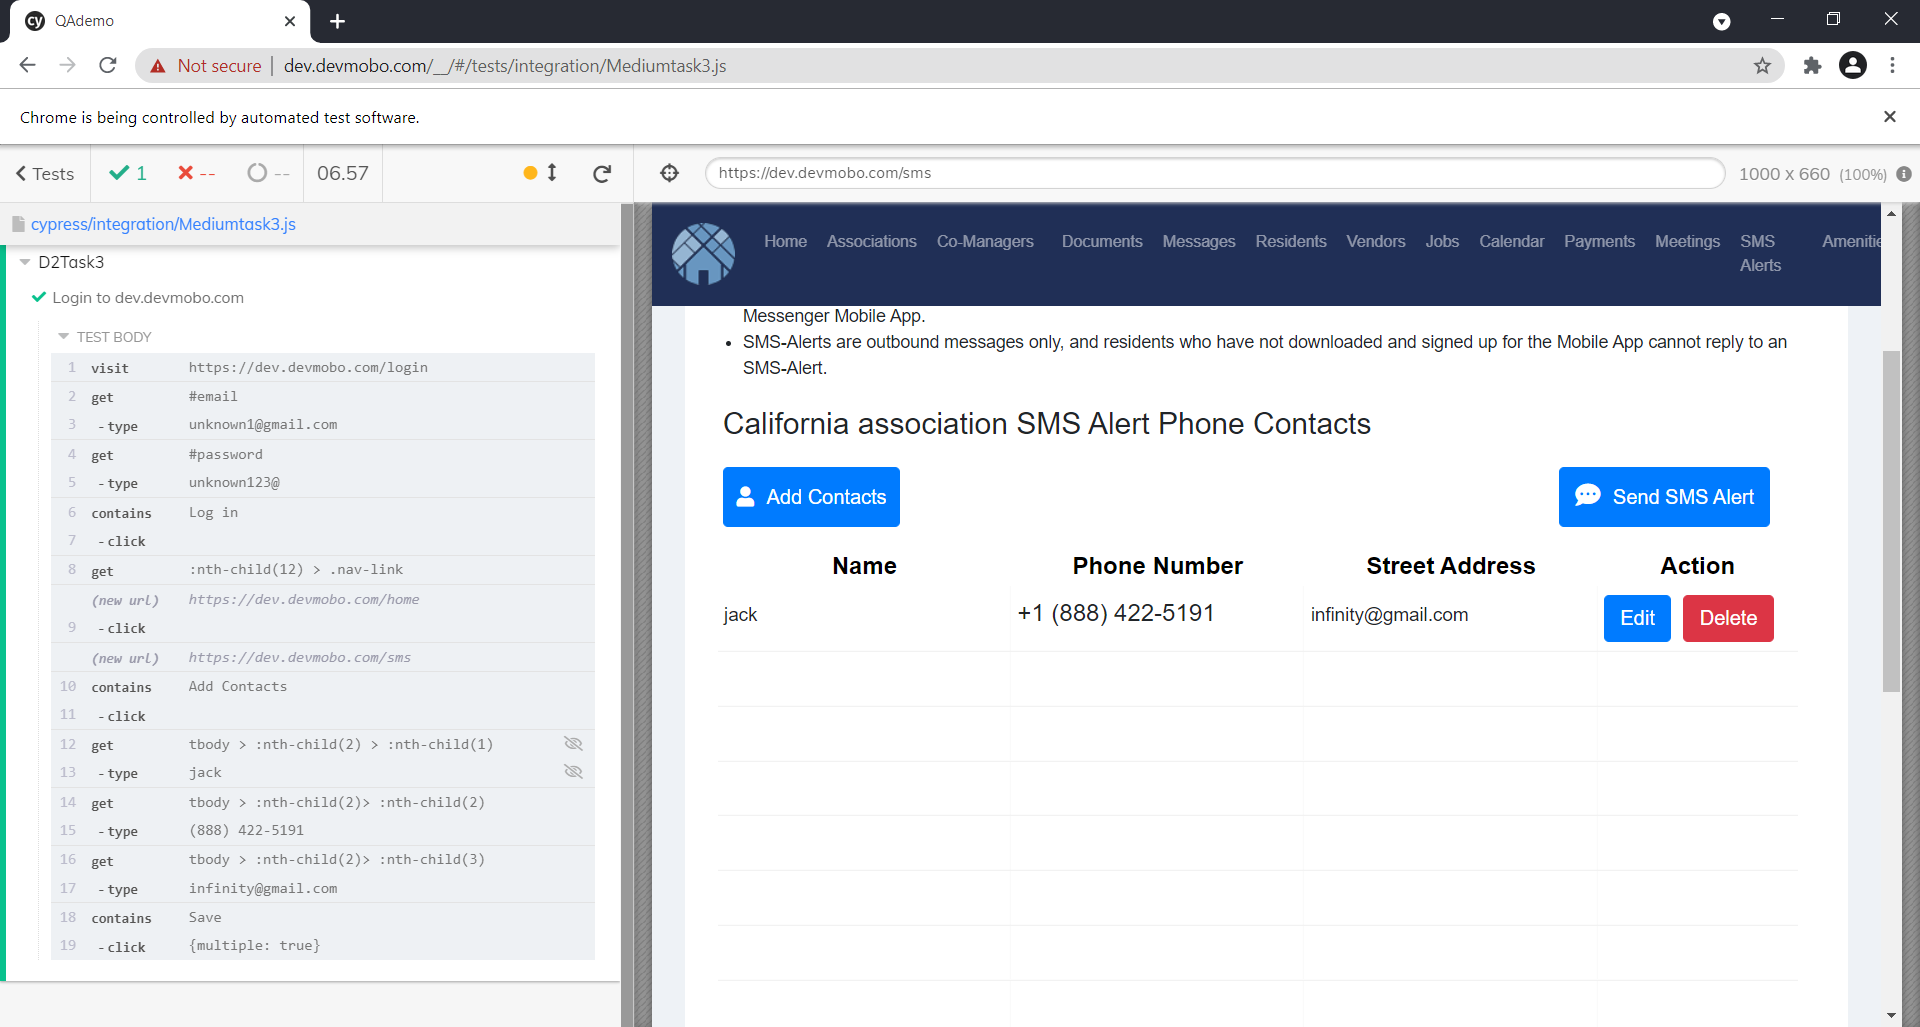 cy QAdemo
Not secure | dev.devmobo.com/__/#/tests/integration/Mediumtask3.js
Chrome is being controlled by automated test software.
Tests 1 -- -- 06.57
https://dev.devmobo.com/sms 1000 x 660 (100%)
cypress/integration/Mediumtask3.js
D2Task3
Login to dev.devmobo.com
TEST BODY
1 visit https://dev.devmobo.com/login
2 get #email
3 -type unknown1@gmail.com
4 get #password
5 -type unknown123@
6 contains Log in
7 -click
8 get :nth-child(12) > .nav-link
(new url) https://dev.devmobo.com/home
9 -click
(new url) https://dev.devmobo.com/sms
10 contains Add Contacts
11 -click
12 get tbody > :nth-child(2) > :nth-child(1)
13 -type jack
14 get tbody > :nth-child(2)> :nth-child(2)
15 -type (888) 422-5191
16 get tbody > :nth-child(2)> :nth-child(3)
17 -type infinity@gmail.com
18 contains Save
19 -click {multiple: true}
Home Associations Co-Managers Documents Messages Residents Vendors Jobs Calendar Payments Meetings SMS Alerts Amenitie
Messenger Mobile App.
• SMS-Alerts are outbound messages only, and residents who have not downloaded and signed up for the Mobile App cannot reply to an
SMS-Alert.
California association SMS Alert Phone Contacts
Add Contacts Send SMS Alert
Name Phone Number Street Address Action
jack +1 (888) 422-5191 infinity@gmail.com Edit Delete